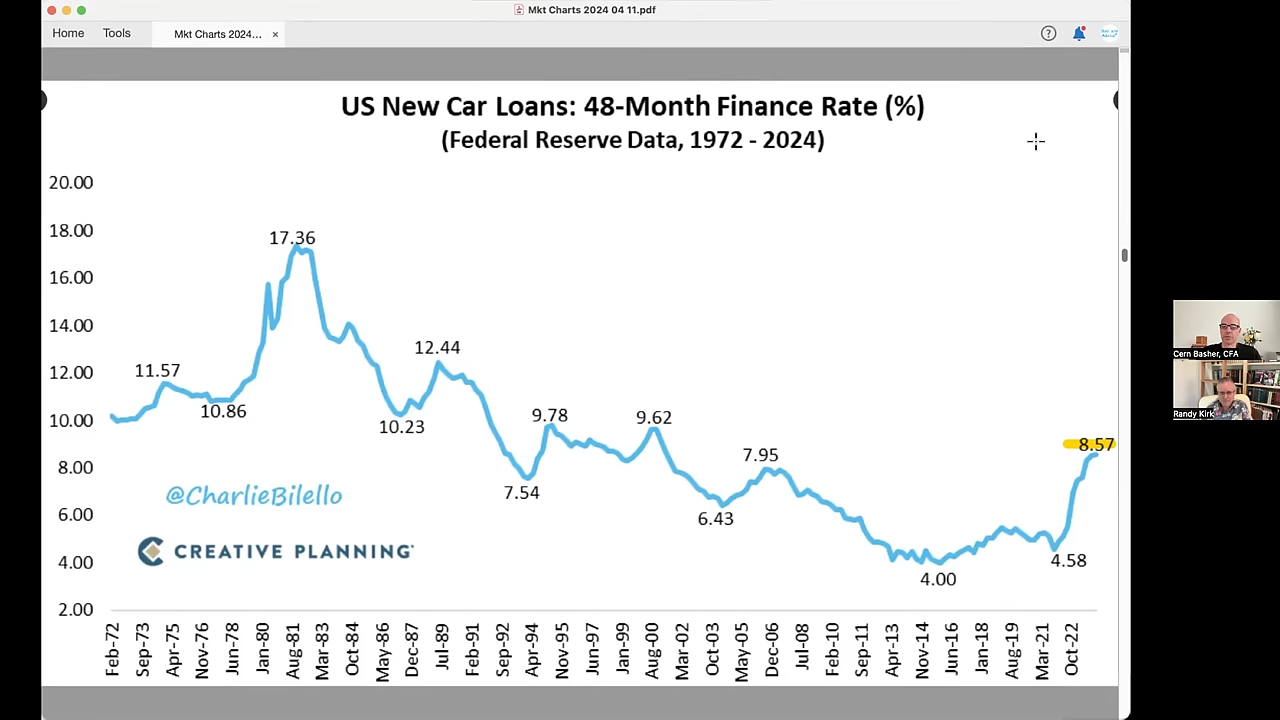 Mkt Charts 2024 04 11.pdf
Home
Tools
Mkt Charts 2024...
×
?
US New Car Loans: 48-Month Finance Rate (%)
(Federal Reserve Data, 1972 - 2024)
20.00
18.00
16.00
14.00
12.00
10.00
8.00
6.00
4.00
2.00
17.36
11.57
10.86
12.44
10.23
9.78
7.54
9.62
7.95
6.43
8.57
4.58
4.00
@CharlieBilello
CREATIVE PLANNING®
Feb-72
Sep-73
Apr-75
Nov-76
Jun-78
Jan-80
Aug-81
Mar-83
Oct-84
May-86
Dec-87
Jul-89
Feb-91
Sep-92
Apr-94
Nov-95
Jun-97
Jan-99
Aug-00
Mar-02
Oct-03
May-05
Dec-06
Jul-08
Feb-10
Sep-11
Apr-13
Nov-14
Jun-16
Jan-18
Aug-19
Mar-21
Oct-22
Cern Basher, CFA
Randy Kirk